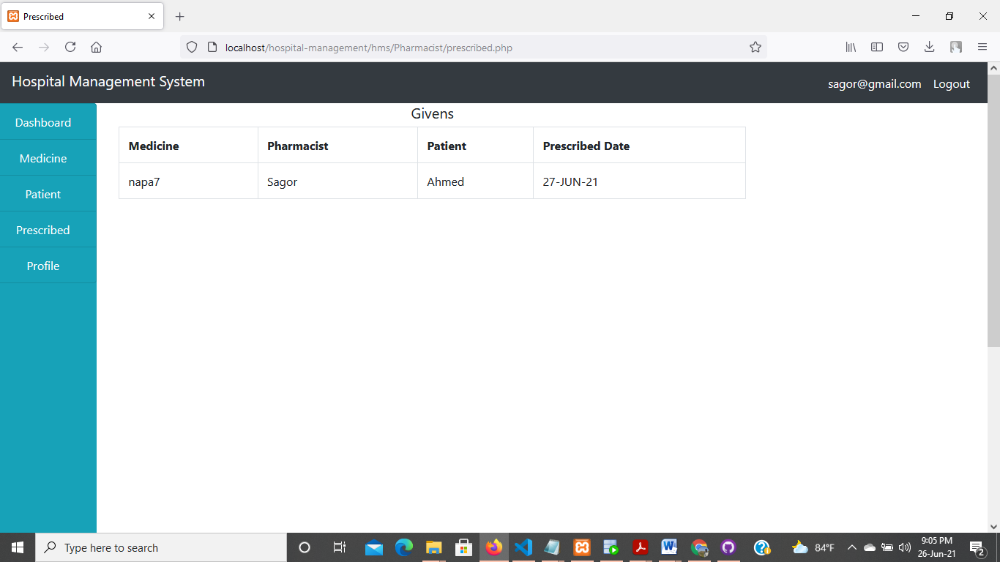 Prescribed
localhost/hospital-management/hms/Pharmacist/prescribed.php
Hospital Management System
sagor@gmail.com Logout
Dashboard
Medicine
Patient
Prescribed
Profile
Givens
Medicine Pharmacist Patient Prescribed Date
napa7 Sagor Ahmed 27-JUN-21
Type here to search
84°F
9:05 PM
26-Jun-21
2